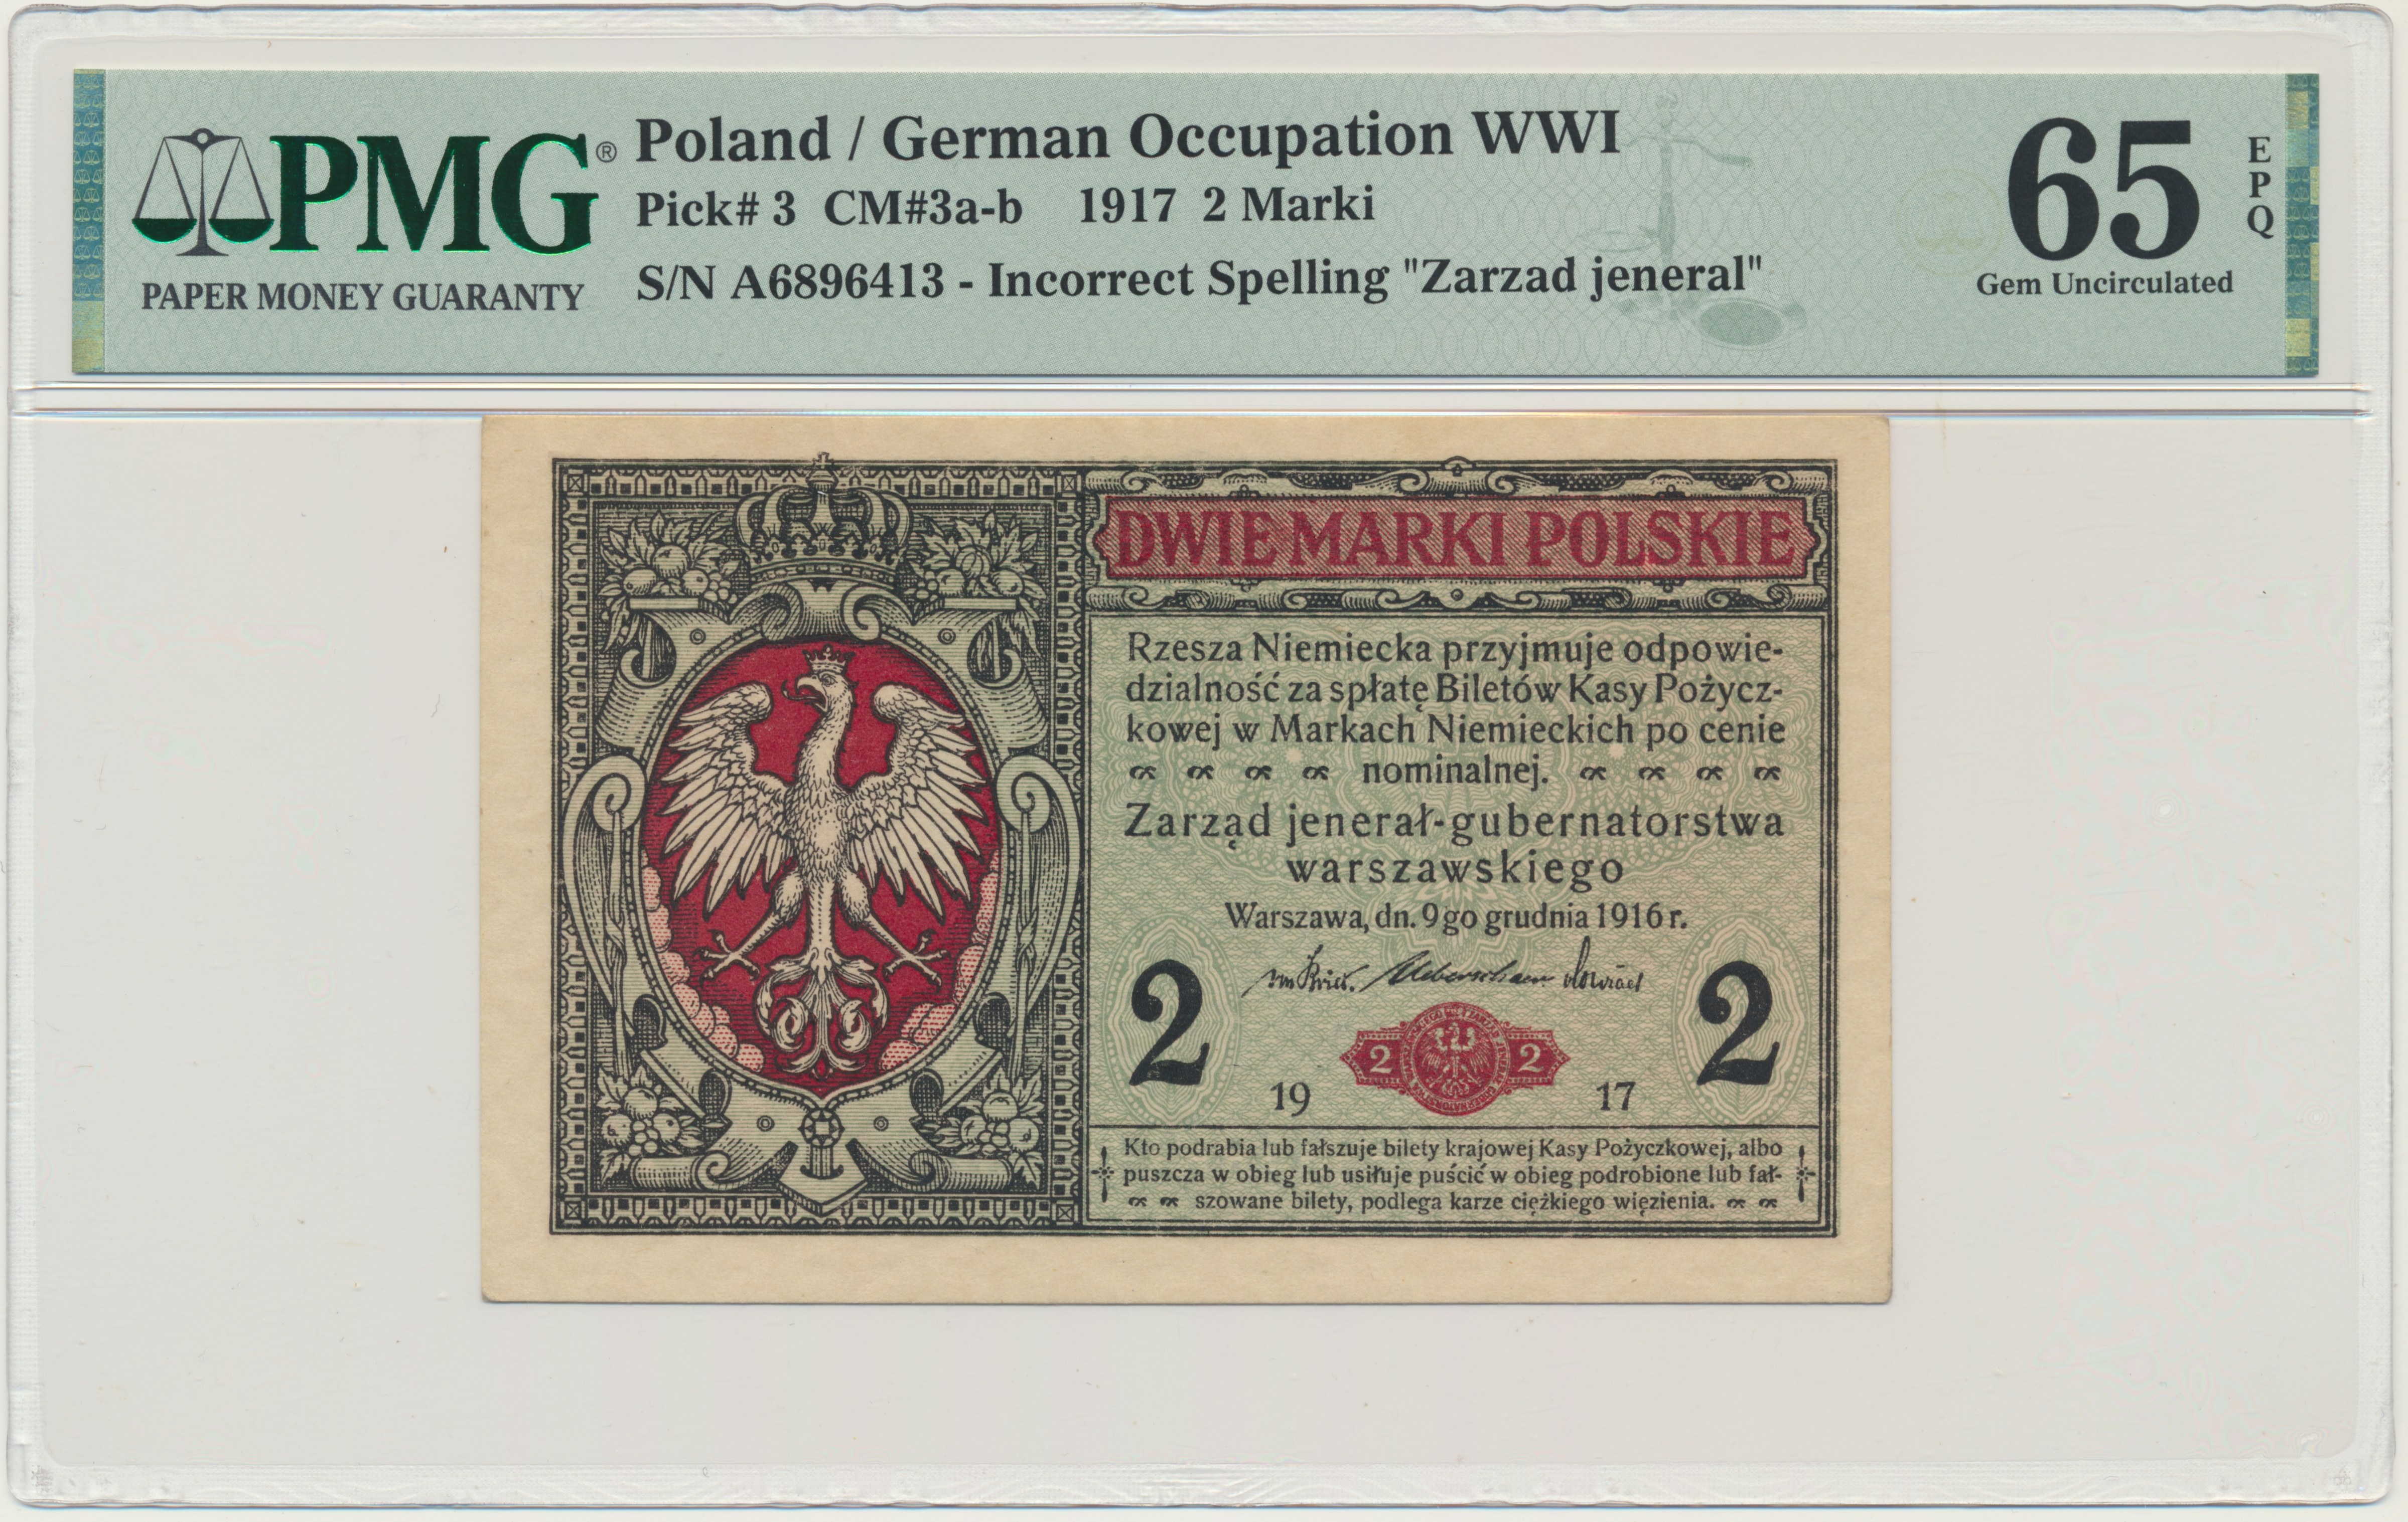 PMG®
PAPER MONEY GUARANTY
Poland / German Occupation WWI
Pick# 3 CM#3a-b 1917 2 Marki
S/N A6896413 - Incorrect Spelling "Zarzad jeneral"
65
EPQ
Gem Uncirculated
DWIE MARKI POLSKIE
Rzesza Niemiecka przyjmuje odpowie-
dzialność za spłatę Biletów Kasy Pożycz-
kowej w Markach Niemieckich po cenie
nominalnej.
Zarząd jenerał-gubernatorstwa
warszawskiego
Warszawa, dn. 9go grudnia 1916 r.
2 2
2 2
19 17
Kto podrabia lub fałszuje bilety krajowej Kasy Pożyczkowej, albo
puszcza w obieg lub usiłuje puścić w obieg podrobione lub fał-
szowane bilety, podlega karze ciężkiego więzienia.